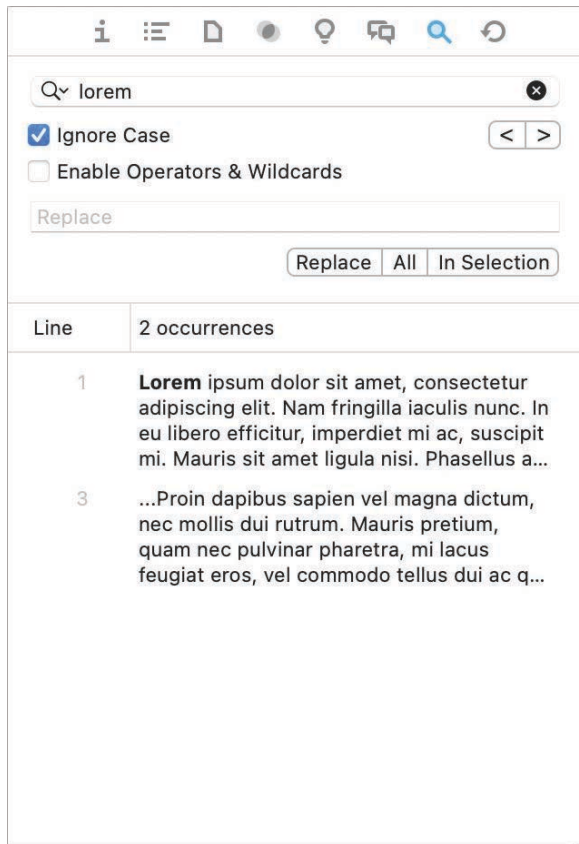 lorem
Ignore Case
< >
Enable Operators & Wildcards
Replace
Replace All In Selection
Line 2 occurrences
1 Lorem ipsum dolor sit amet, consectetur
adipiscing elit. Nam fringilla iaculis nunc. In
eu libero efficitur, imperdiet mi ac, suscipit
mi. Mauris sit amet ligula nisi. Phasellus a...
3 ...Proin dapibus sapien vel magna dictum,
nec mollis dui rutrum. Mauris pretium,
quam nec pulvinar pharetra, mi lacus
feugiat eros, vel commodo tellus dui ac q...